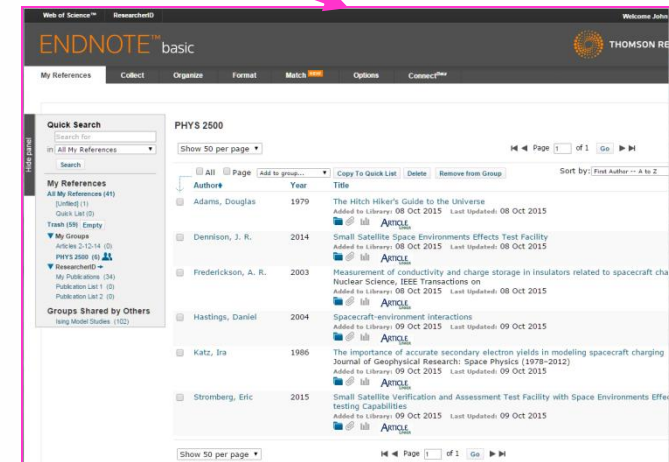 Web of Science™ ResearcherID Welcome John
ENDNOTE™ basic THOMSON RE
My References Collect Organize Format Match NEW! Options Connect
Hide panel
Quick Search
Search for
in All My References
Search
My References
All My References (41)
[Unfiled] (1)
Quick List (0)
Trash (59) Empty
▼ My Groups
Articles 2-12-14 (0)
PHYS 2500 (6)
▼ ResearcherID
My Publications (34)
Publication List 1 (0)
Publication List 2 (0)
Groups Shared by Others
Ising Model Studies (102)
PHYS 2500
Show 50 per page ▼ Page 1 of 1 Go
All Page Add to group... Copy To Quick List Delete Remove from Group Sort by: First Author -- A to Z
Author Year Title
Adams, Douglas 1979 The Hitch Hiker's Guide to the Universe
Added to Library: 08 Oct 2015 Last Updated: 08 Oct 2015
ARTICLE LINKER
Dennison, J. R. 2014 Small Satellite Space Environments Effects Test Facility
Added to Library: 08 Oct 2015 Last Updated: 08 Oct 2015
ARTICLE LINKER
Frederickson, A. R. 2003 Measurement of conductivity and charge storage in insulators related to spacecraft cha
Nuclear Science, IEEE Transactions on
Added to Library: 08 Oct 2015 Last Updated: 08 Oct 2015
ARTICLE LINKER
Hastings, Daniel 2004 Spacecraft-environment interactions
Added to Library: 09 Oct 2015 Last Updated: 09 Oct 2015
ARTICLE LINKER
Katz, Ira 1986 The importance of accurate secondary electron yields in modeling spacecraft charging
Journal of Geophysical Research: Space Physics (1978–2012)
Added to Library: 09 Oct 2015 Last Updated: 09 Oct 2015
ARTICLE LINKER
Stromberg, Eric 2015 Small Satellite Verification and Assessment Test Facility with Space Environments Effe
testing Capabilities
Added to Library: 09 Oct 2015 Last Updated: 09 Oct 2015
ARTICLE LINKER
Show 50 per page ▼ Page 1 of 1 Go